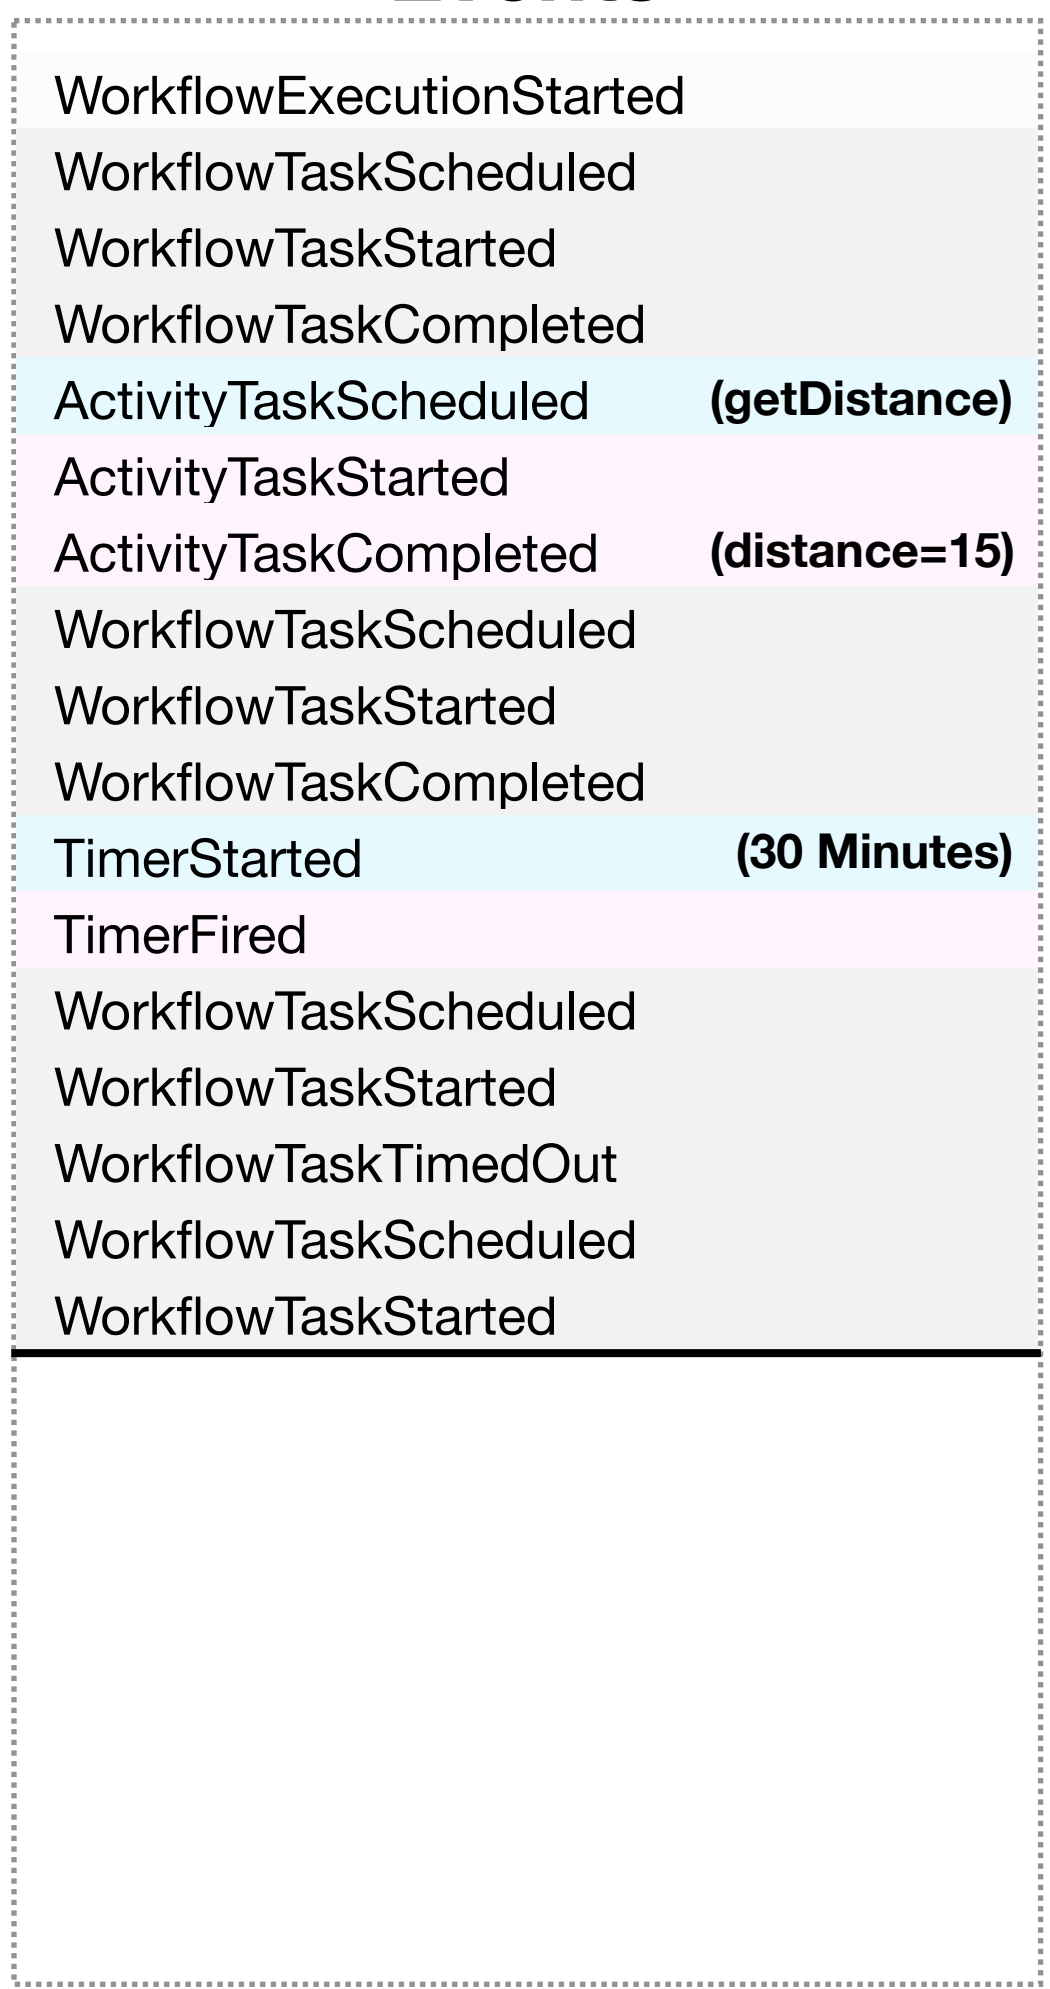 WorkflowExecutionStarted
WorkflowTaskScheduled
WorkflowTaskStarted
WorkflowTaskCompleted
ActivityTaskScheduled (getDistance)
ActivityTaskStarted
ActivityTaskCompleted (distance=15)
WorkflowTaskScheduled
WorkflowTaskStarted
WorkflowTaskCompleted
TimerStarted (30 Minutes)
TimerFired
WorkflowTaskScheduled
WorkflowTaskStarted
WorkflowTaskTimedOut
WorkflowTaskScheduled
WorkflowTaskStarted